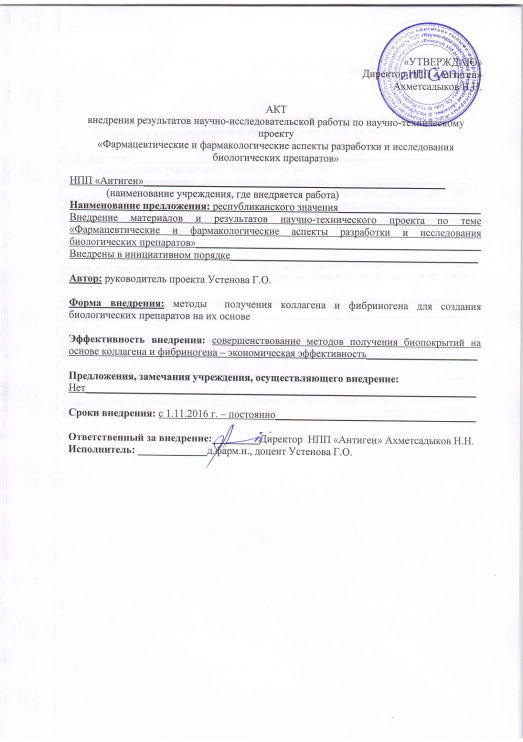 «УТВЕРЖДАЮ»
Директор НПП «Антиген»
Ахметсадыков Н.Н.
antiGen
АКТ
внедрения результатов научно-исследовательской работы по научно-техническому
проекту
«Фармацевтические и фармакологические аспекты разработки и исследования
биологических препаратов»
НПП «Антиген»
(наименование учреждения, где внедряется работа)
Наименование предложения: республиканского значения
Внедрение материалов и результатов научно-технического проекта по теме
«Фармацевтические и фармакологические аспекты разработки и исследования
биологических препаратов»
Внедрены в инициативном порядке
Автор: руководитель проекта Устенова Г.О.
Форма внедрения: методы получения коллагена и фибриногена для создания
биологических препаратов на их основе
Эффективность внедрения: совершенствование методов получения биопокрытий на
основе коллагена и фибриногена – экономическая эффективность
Предложения, замечания учреждения, осуществляющего внедрение:
Нет
Сроки внедрения: с 1.11.2016 г. – постоянно
Ответственный за внедрение: Директор НПП «Антиген» Ахметсадыков Н.Н.
Исполнитель: д.фарм.н., доцент Устенова Г.О.